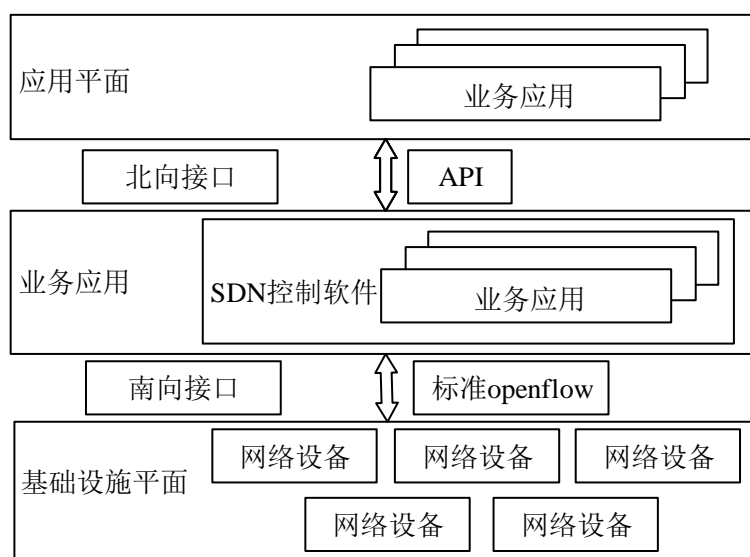 应用平面
业务应用
北向接口
API
业务应用
SDN控制软件
业务应用
南向接口
标准openflow
基础设施平面
网络设备
网络设备
网络设备
网络设备
网络设备